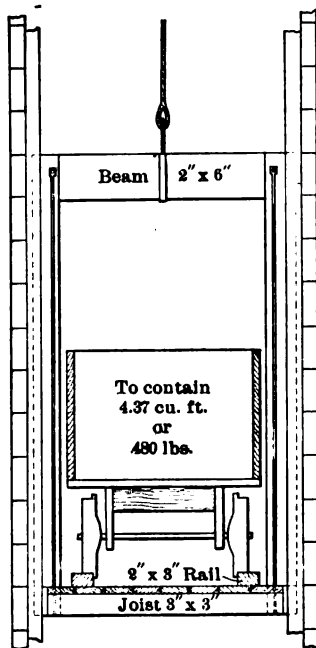 Beam 2" x 6"
To contain
4.37 cu. ft.
or
480 lbs.
2" x 3" Rail
Joist 3" x 3"